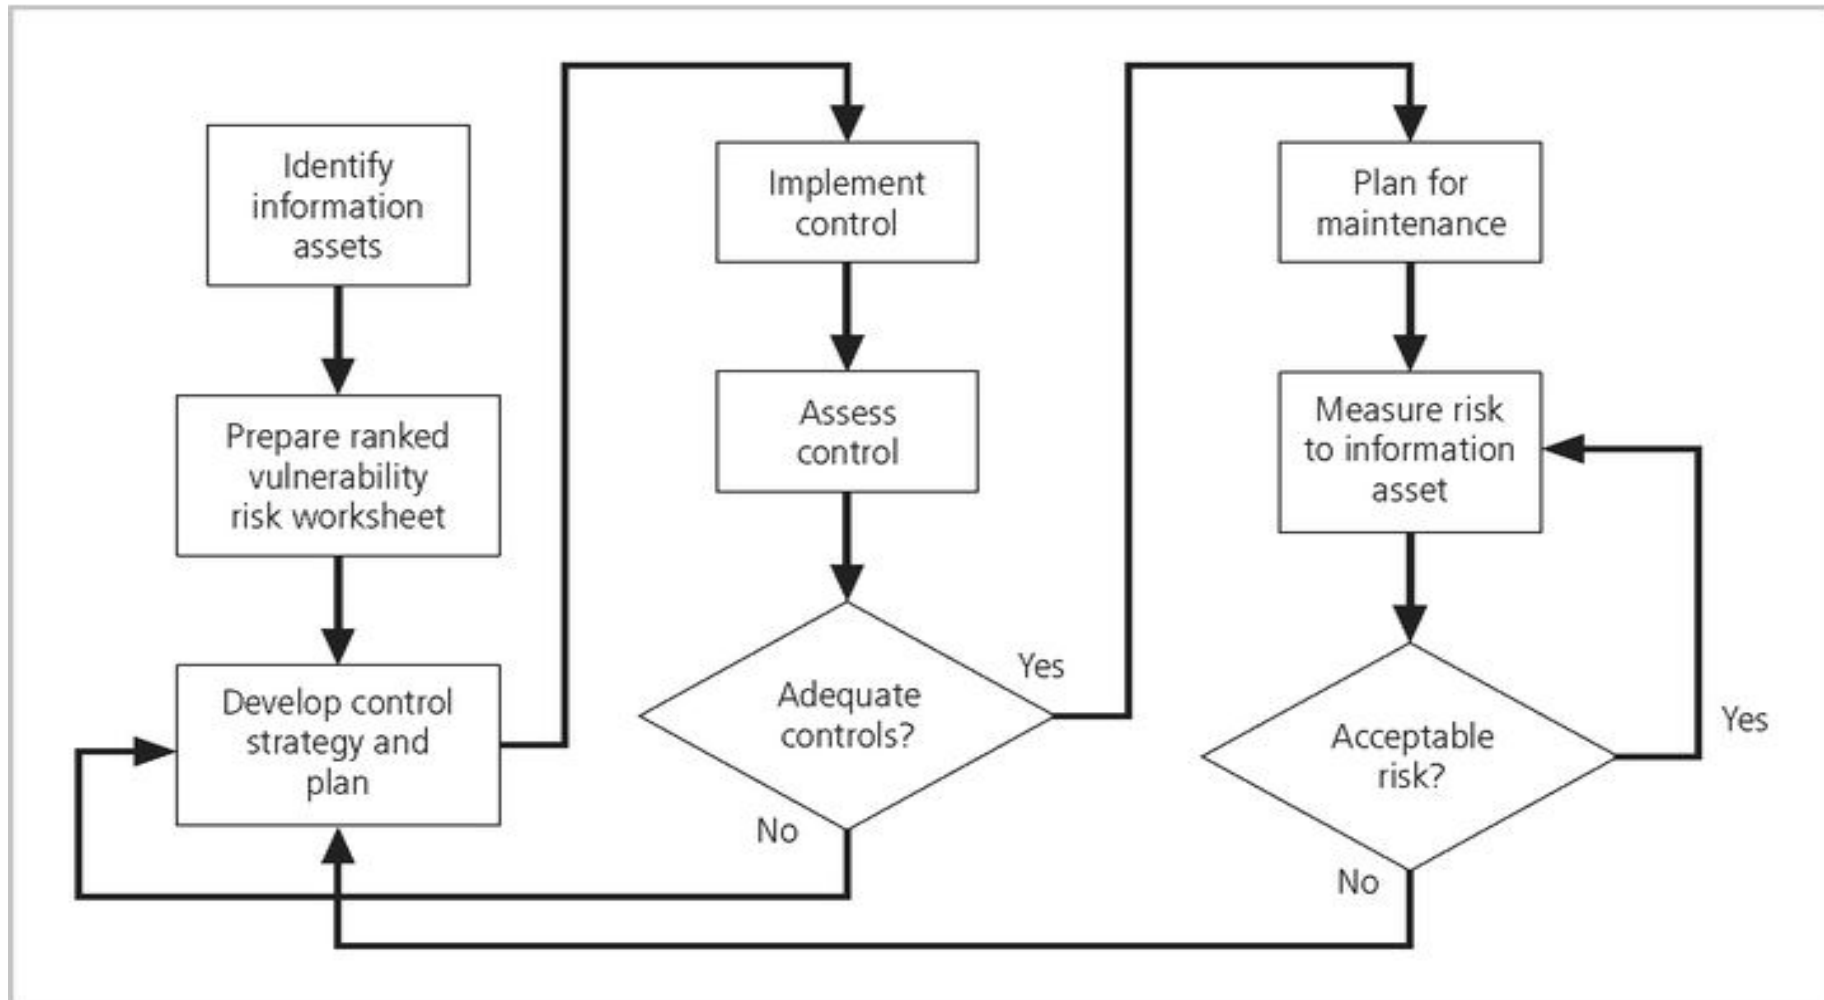 Identify
information
assets
Prepare ranked
vulnerability
risk worksheet
Develop control
strategy and
plan
Implement
control
Assess
control
Adequate
controls?
Yes
No
Plan for
maintenance
Measure risk
to information
asset
Acceptable
risk?
Yes
No